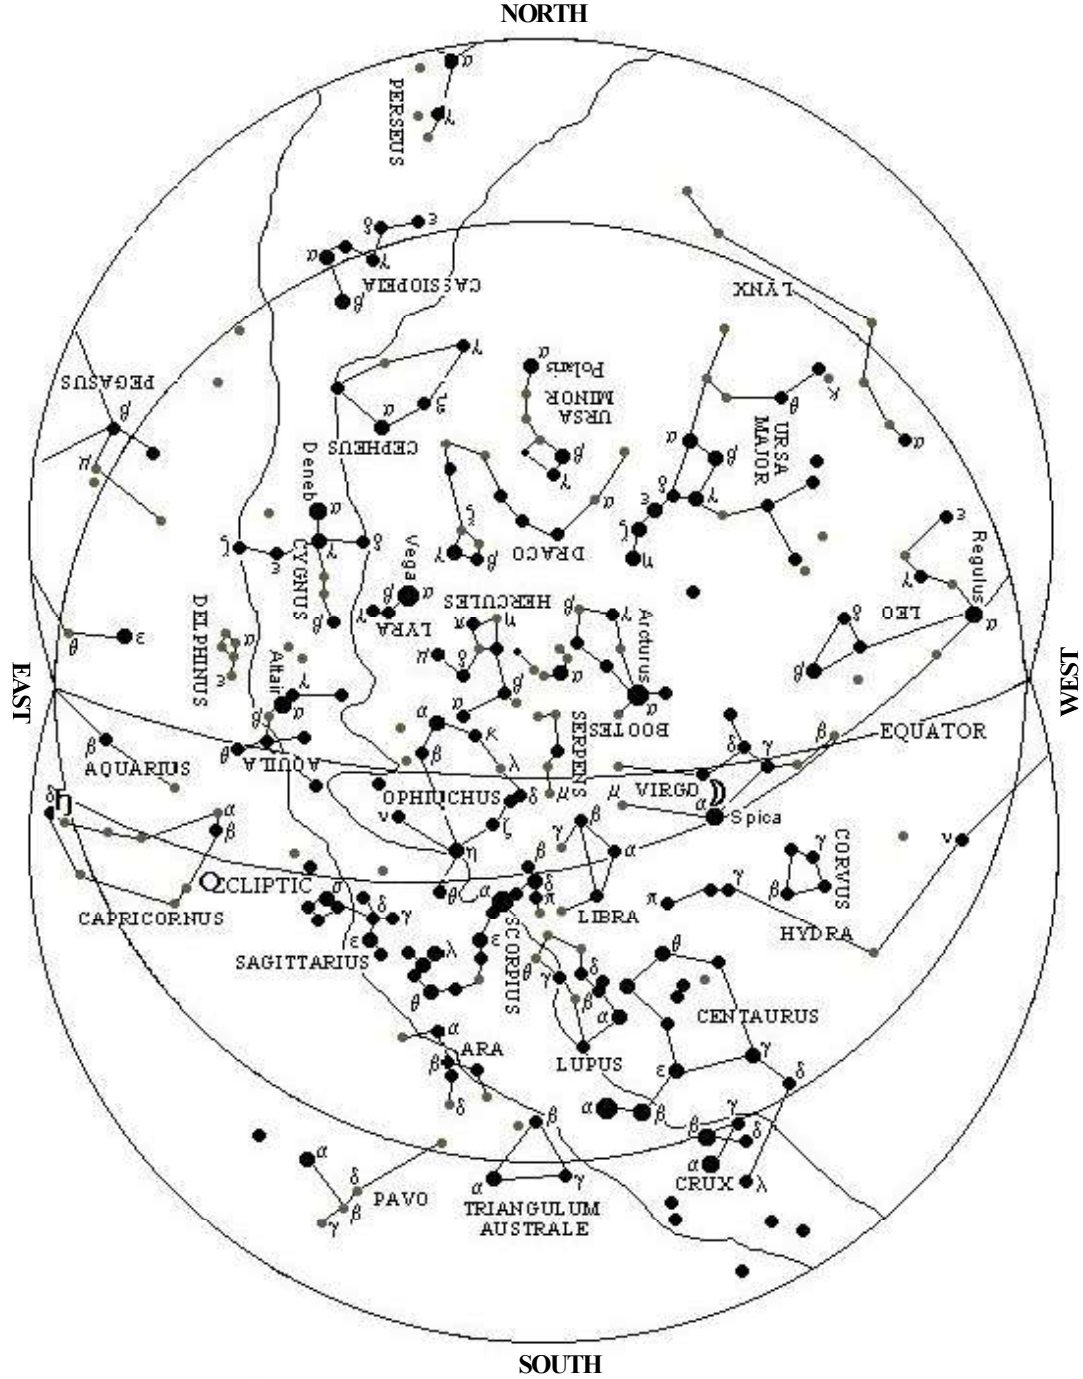 NORTH
α
PERSEUS
γ
δ ε
α γ
CASSIOPEIA
β
LYNX
PEGASUS
β
μ
γ
α
ζ
CEPHEUS
α
Polaris
URSA
MINOR
β
γ
κ
θ
α
β
URSA
MAJOR
δ γ
ε
ζ
η
α
Deneb
α
ζ ε γ δ
CYGNUS
β
ξ
γ β
DRACO
α
Vega
α
γ
LYRA
HERCULES
β γ
Arcturus
ε
γ
Regulus
α
LEO
δ
β
θ ε
DELPHINUS
α
ε
Altair
γ
α
β
θ
AQUILA
π η
μ δ
β α
α
BOOTES
EAST
WEST
β
AQUARIUS
α κ
β λ
SERPENS
μ
OPHIUCHUS
δ
ν ζ
η
θ
δ γ β
EQUATOR
VIRGO
μ
α
Spica
δ
α
β
ECLIPTIC
CAPRICORNUS
β
γ α
LIBRA
π γ
β γ
CORVUS
ν
HYDRA
σ
δ γ
ε
SAGITTARIUS
β
δ
α π
SCORPIUS
ε
λ
θ
θ
γ δ
β
α
LUPUS
θ
CENTAURUS
γ
ε δ
α β
α
ARA
β
δ
β
α γ
TRIANGULUM
AUSTRALE
γ
β δ
α
CRUX λ
α
δ
PAVO
β
γ
SOUTH